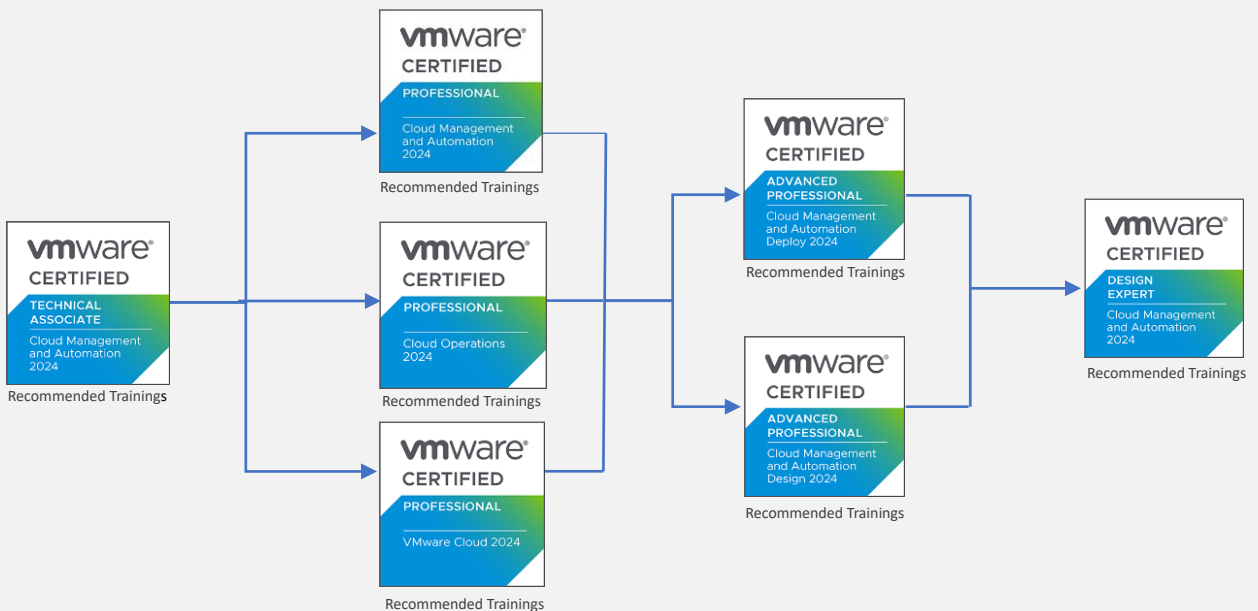 vmware®
CERTIFIED
TECHNICAL
ASSOCIATE
Cloud Management
and Automation
2024
Recommended Trainings
vmware®
CERTIFIED
PROFESSIONAL
Cloud Management
and Automation
2024
Recommended Trainings
vmware®
CERTIFIED
PROFESSIONAL
Cloud Operations
2024
Recommended Trainings
vmware®
CERTIFIED
PROFESSIONAL
VMware Cloud 2024
Recommended Trainings
vmware®
CERTIFIED
ADVANCED
PROFESSIONAL
Cloud Management
and Automation
Deploy 2024
Recommended Trainings
vmware®
CERTIFIED
ADVANCED
PROFESSIONAL
Cloud Management
and Automation
Design 2024
Recommended Trainings
vmware®
CERTIFIED
DESIGN
EXPERT
Cloud Management
and Automation
2024
Recommended Trainings